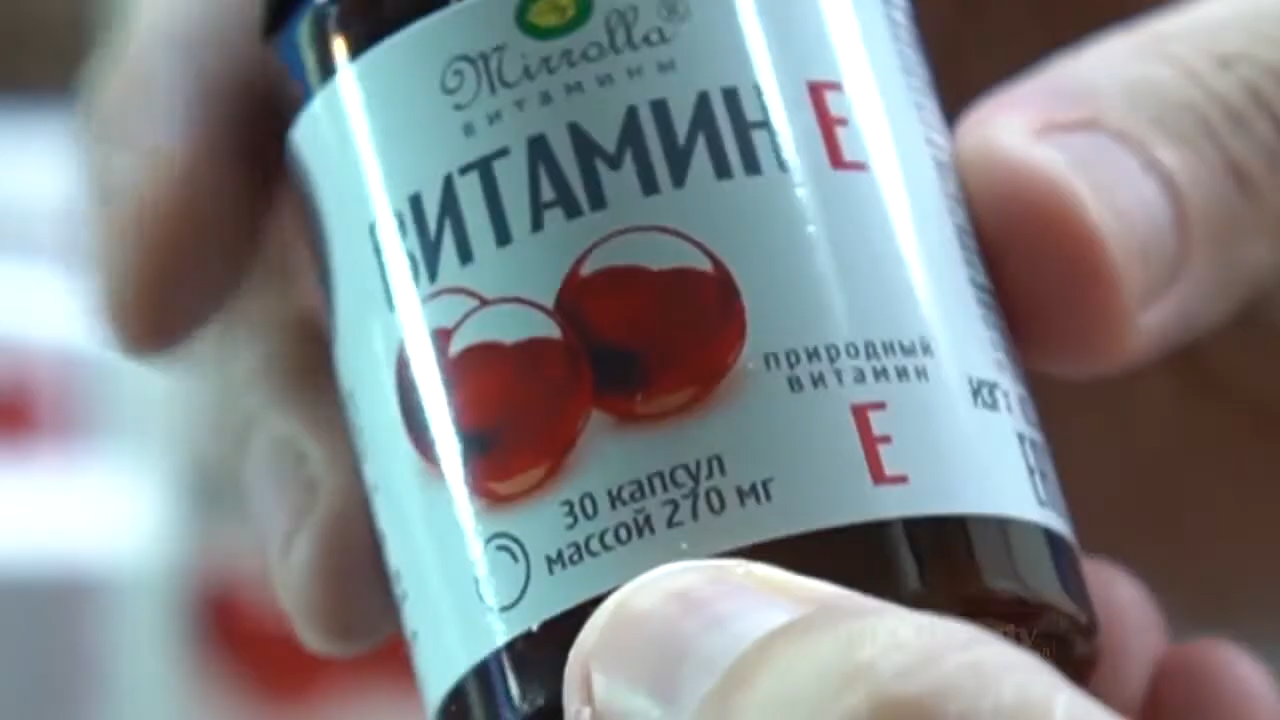 Mirrolla®
витамины
ВИТАМИН Е
природный
витамин
Е
30 капсул
массой 270 мг